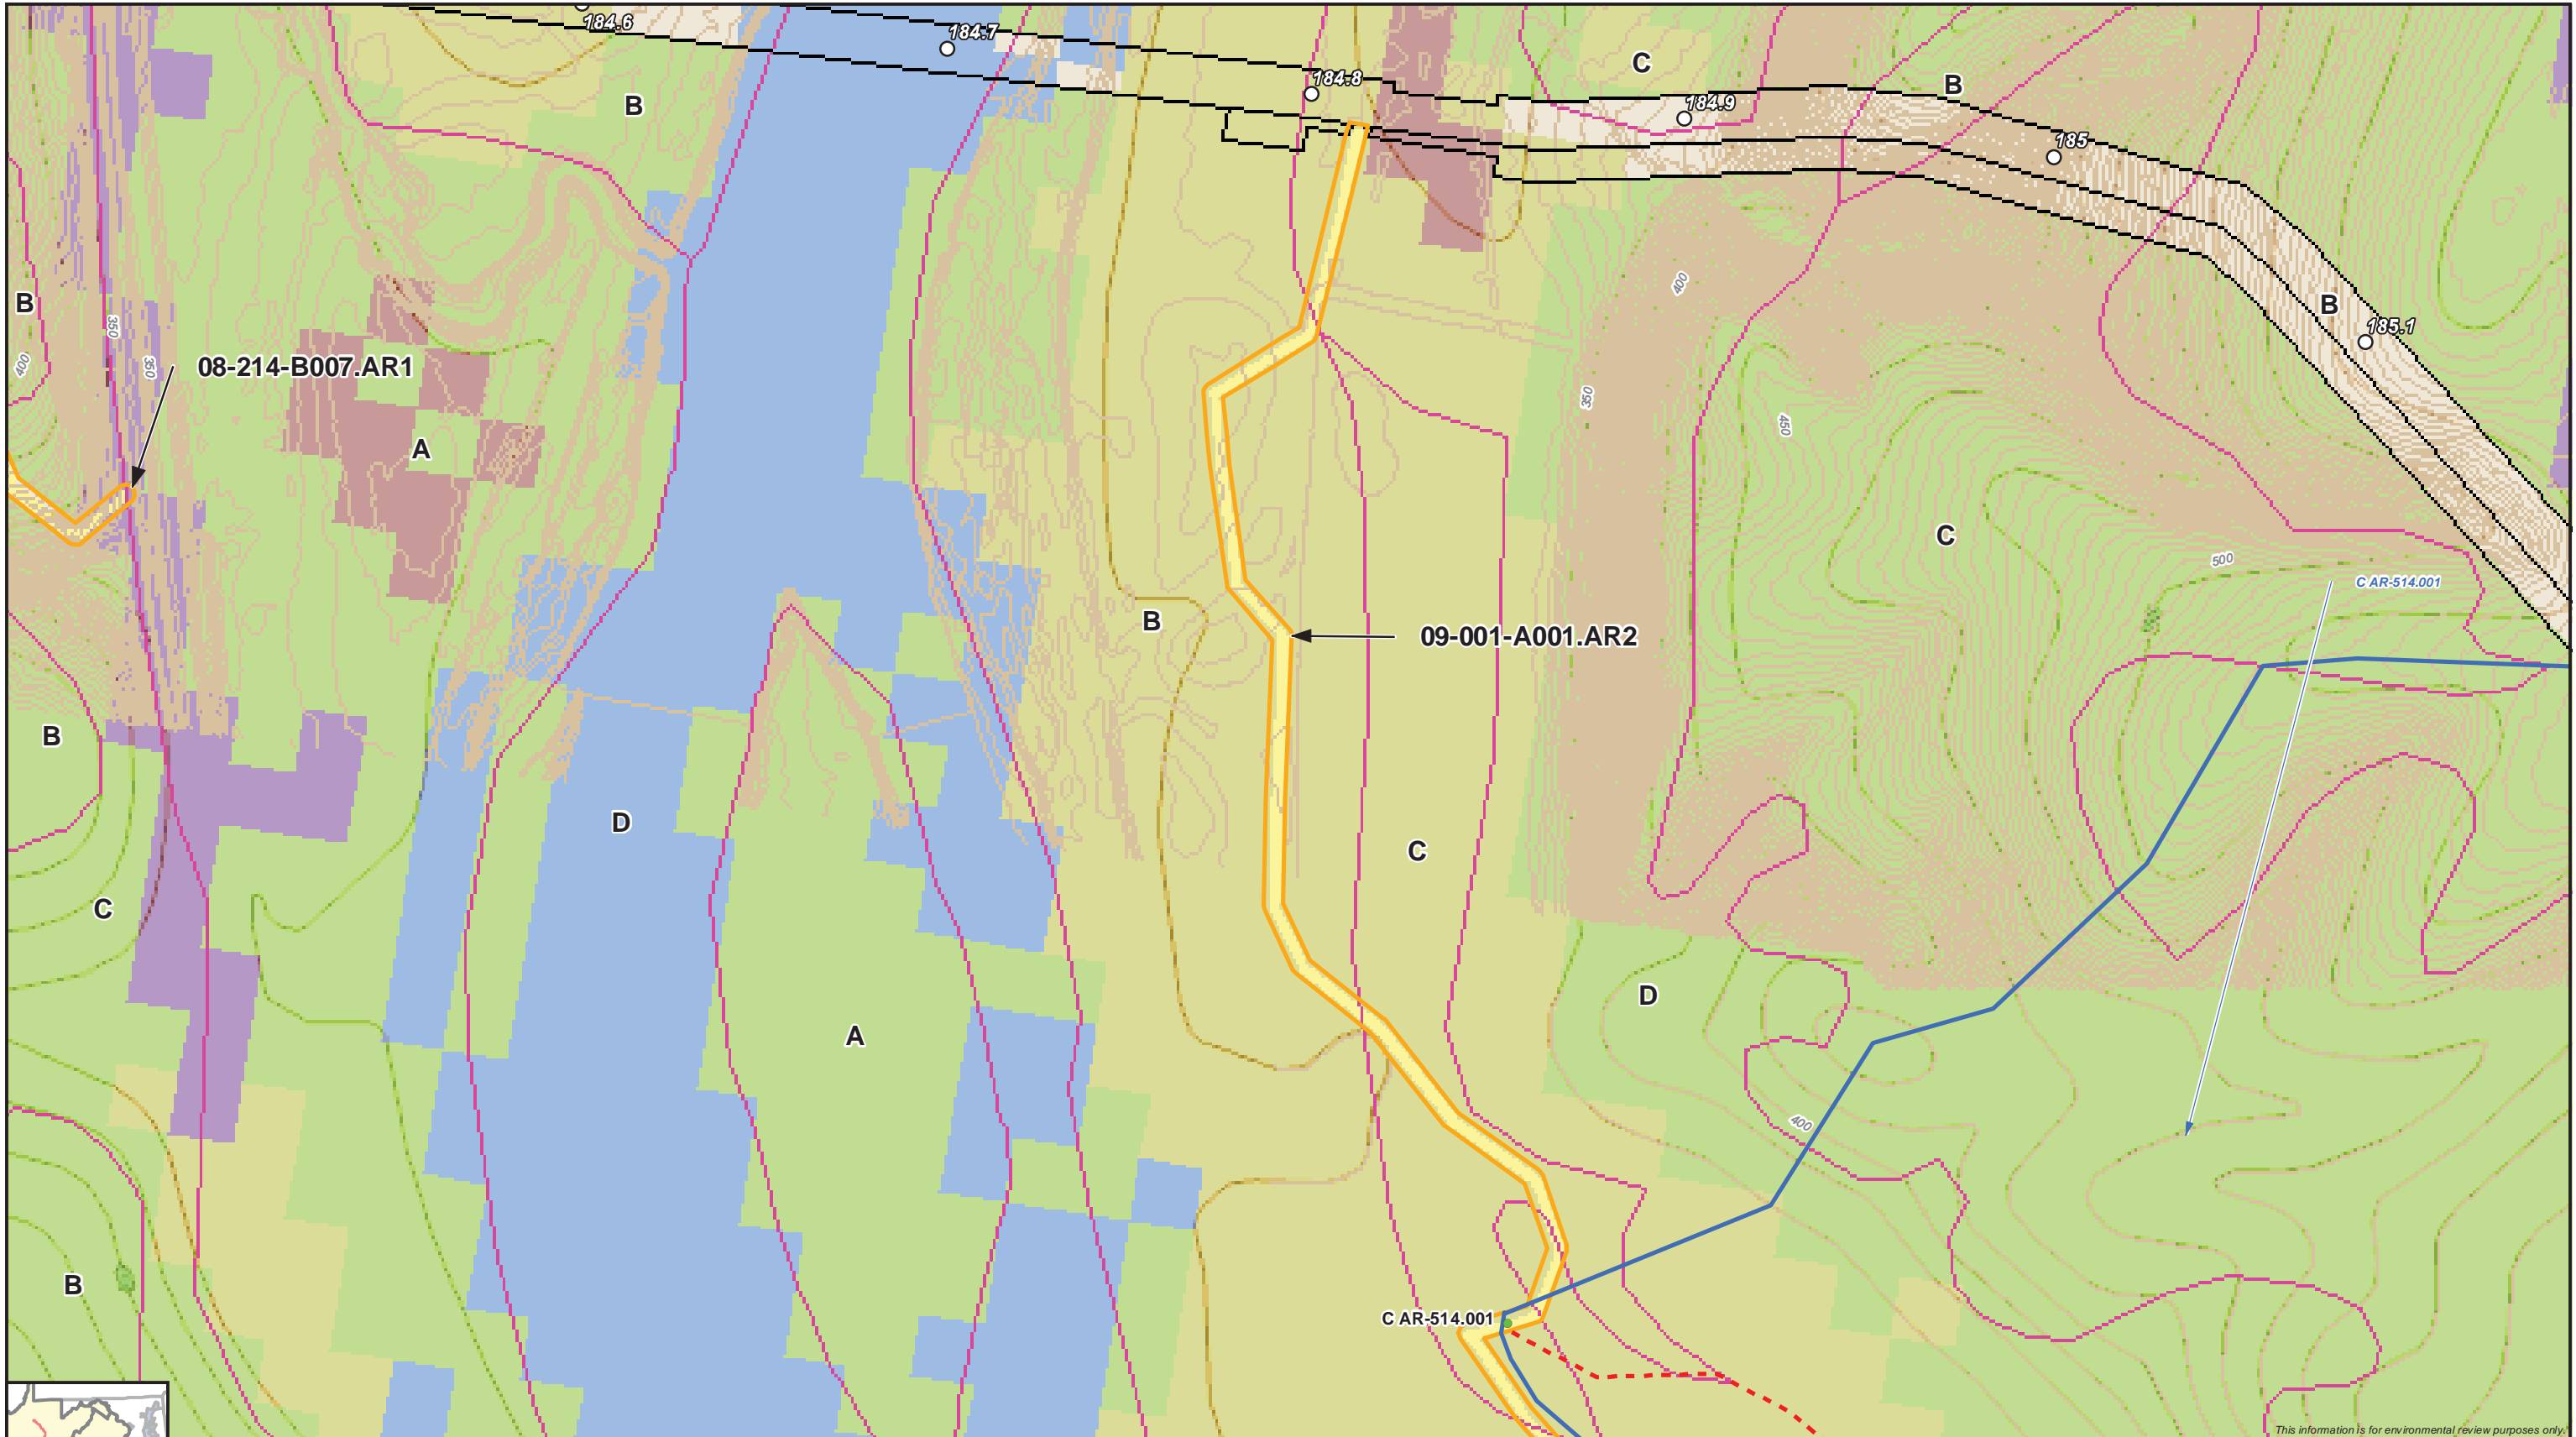 184.6
184.7
184.8
184.9
185
185.1
B
C
B
B
B
350
350
400
400
08-214-B007.AR1
A
350
450
C
500
C AR-514.001
B
09-001-A001.AR2
B
D
C
C
D
A
400
B
C AR-514.001
This information is for environmental review purposes only.